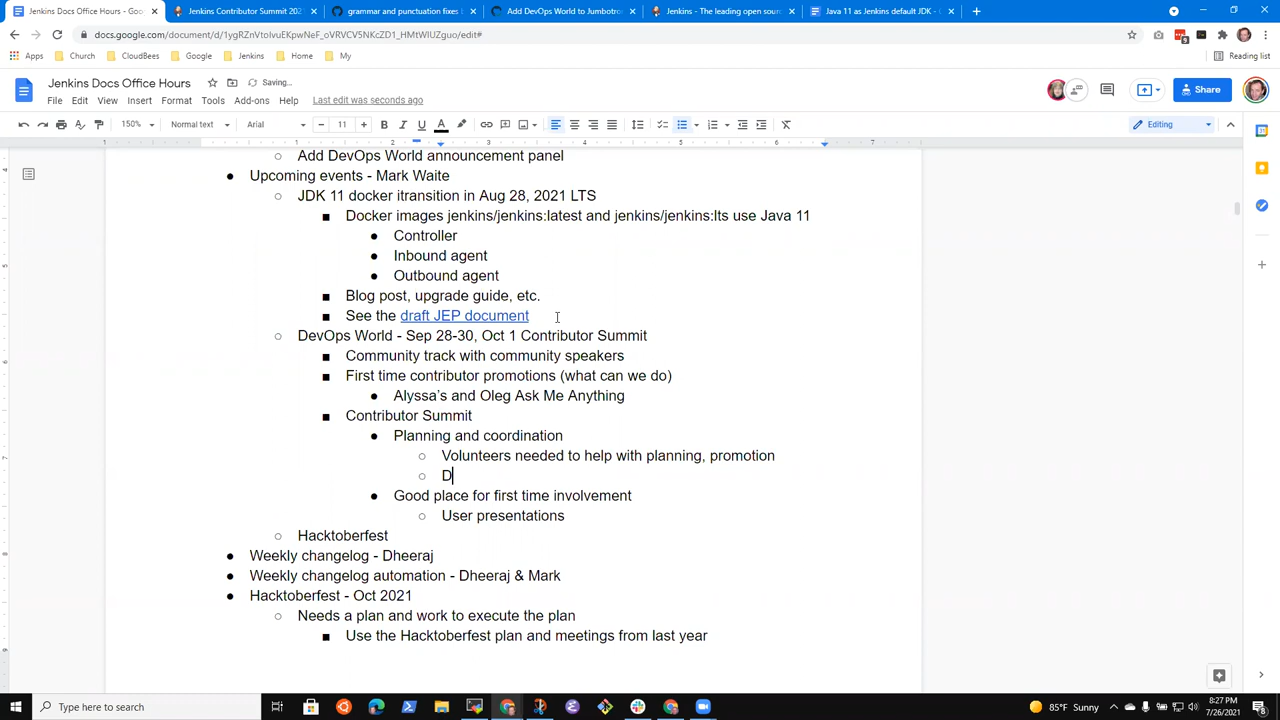 Jenkins Docs Office Hours - Goo
Jenkins Contributor Summit 202
grammar and punctuation fixes b
Add DevOps World to Jumbotron
Jenkins - The leading open sour
Java 11 as Jenkins default JDK - G
docs.google.com/document/d/1ygRZnVtoIvuEKpwNeF_oVRVCV5NKcZD1_HMtWIUZguo/edit#
Apps
Church
CloudBees
Google
Jenkins
Home
My
Reading list
Jenkins Docs Office Hours
Saving...
File Edit View Insert Format Tools Add-ons Help Last edit was seconds ago
Share
150% Normal text Arial 11
Editing
Add DevOps World announcement panel
Upcoming events - Mark Waite
JDK 11 docker itransition in Aug 28, 2021 LTS
Docker images jenkins/jenkins:latest and jenkins/jenkins:lts use Java 11
Controller
Inbound agent
Outbound agent
Blog post, upgrade guide, etc.
See the draft JEP document
DevOps World - Sep 28-30, Oct 1 Contributor Summit
Community track with community speakers
First time contributor promotions (what can we do)
Alyssa's and Oleg Ask Me Anything
Contributor Summit
Planning and coordination
Volunteers needed to help with planning, promotion
D
Good place for first time involvement
User presentations
Hacktoberfest
Weekly changelog - Dheeraj
Weekly changelog automation - Dheeraj & Mark
Hacktoberfest - Oct 2021
Needs a plan and work to execute the plan
Use the Hacktoberfest plan and meetings from last year
Type here to search
85°F Sunny
8:27 PM
7/26/2021